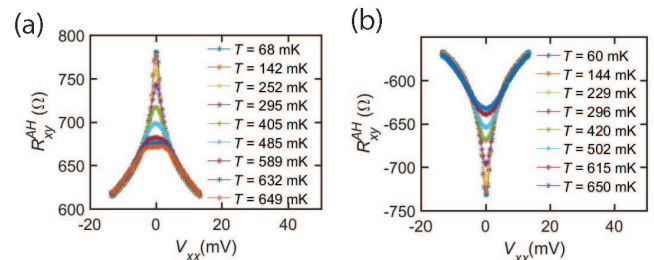 (a)
800
750
700
650
600
R_xy^AH (Ω)
T = 68 mK
T = 142 mK
T = 252 mK
T = 295 mK
T = 405 mK
T = 485 mK
T = 589 mK
T = 632 mK
T = 649 mK
-20 0 20 40
V_xx(mV)
(b)
-600
-650
-700
-750
R_xy^AH (Ω)
T = 60 mK
T = 144 mK
T = 229 mK
T = 296 mK
T = 420 mK
T = 502 mK
T = 615 mK
T = 650 mK
-20 0 20 40
V_xx(mV)